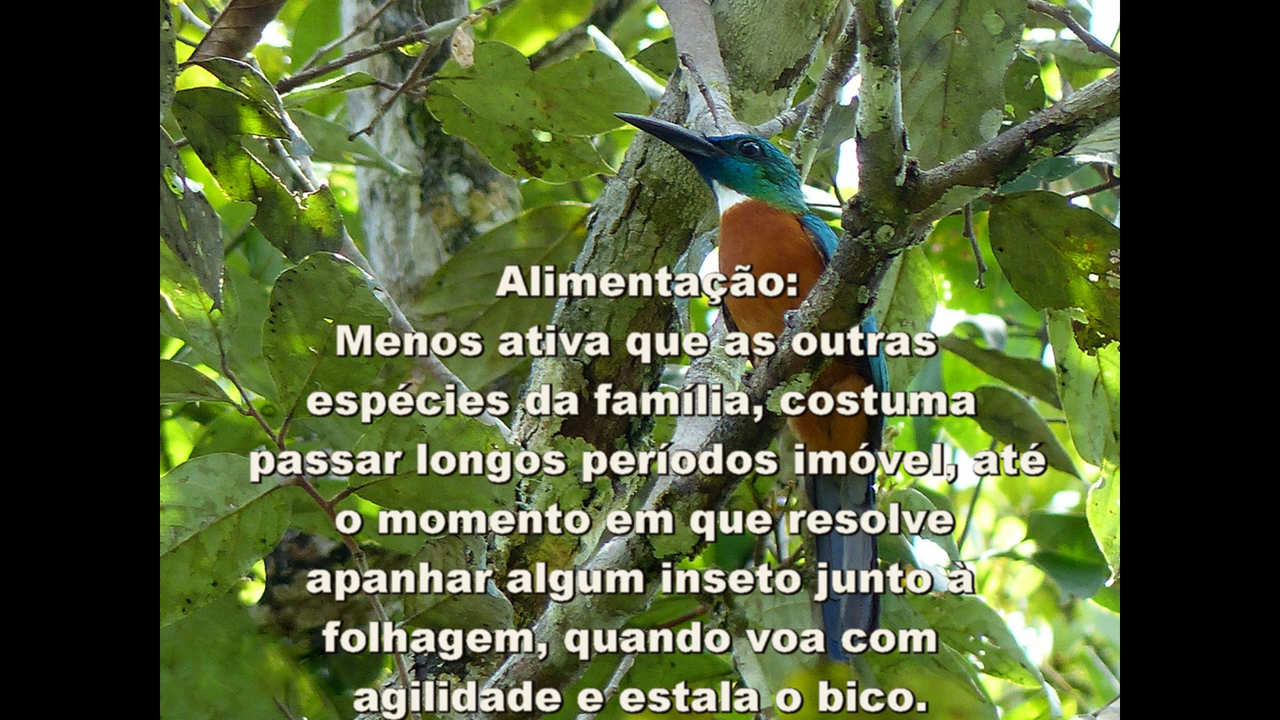 Alimentação:
Menos ativa que as outras
espécies da família, costuma
passar longos períodos imóvel, até
o momento em que resolve
apanhar algum inseto junto à
folhagem, quando voa com
agilidade e estala o bico.